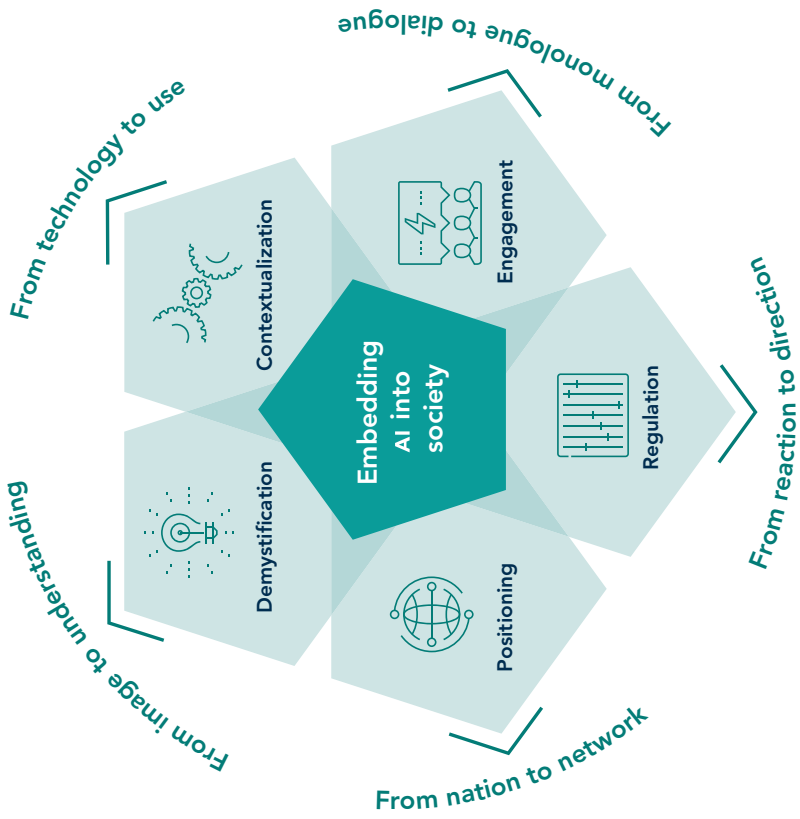 Embedding
AI into
society
Demystification
From image to understanding
Contextualization
From technology to use
Engagement
From monologue to dialogue
Regulation
From reaction to direction
Positioning
From nation to network